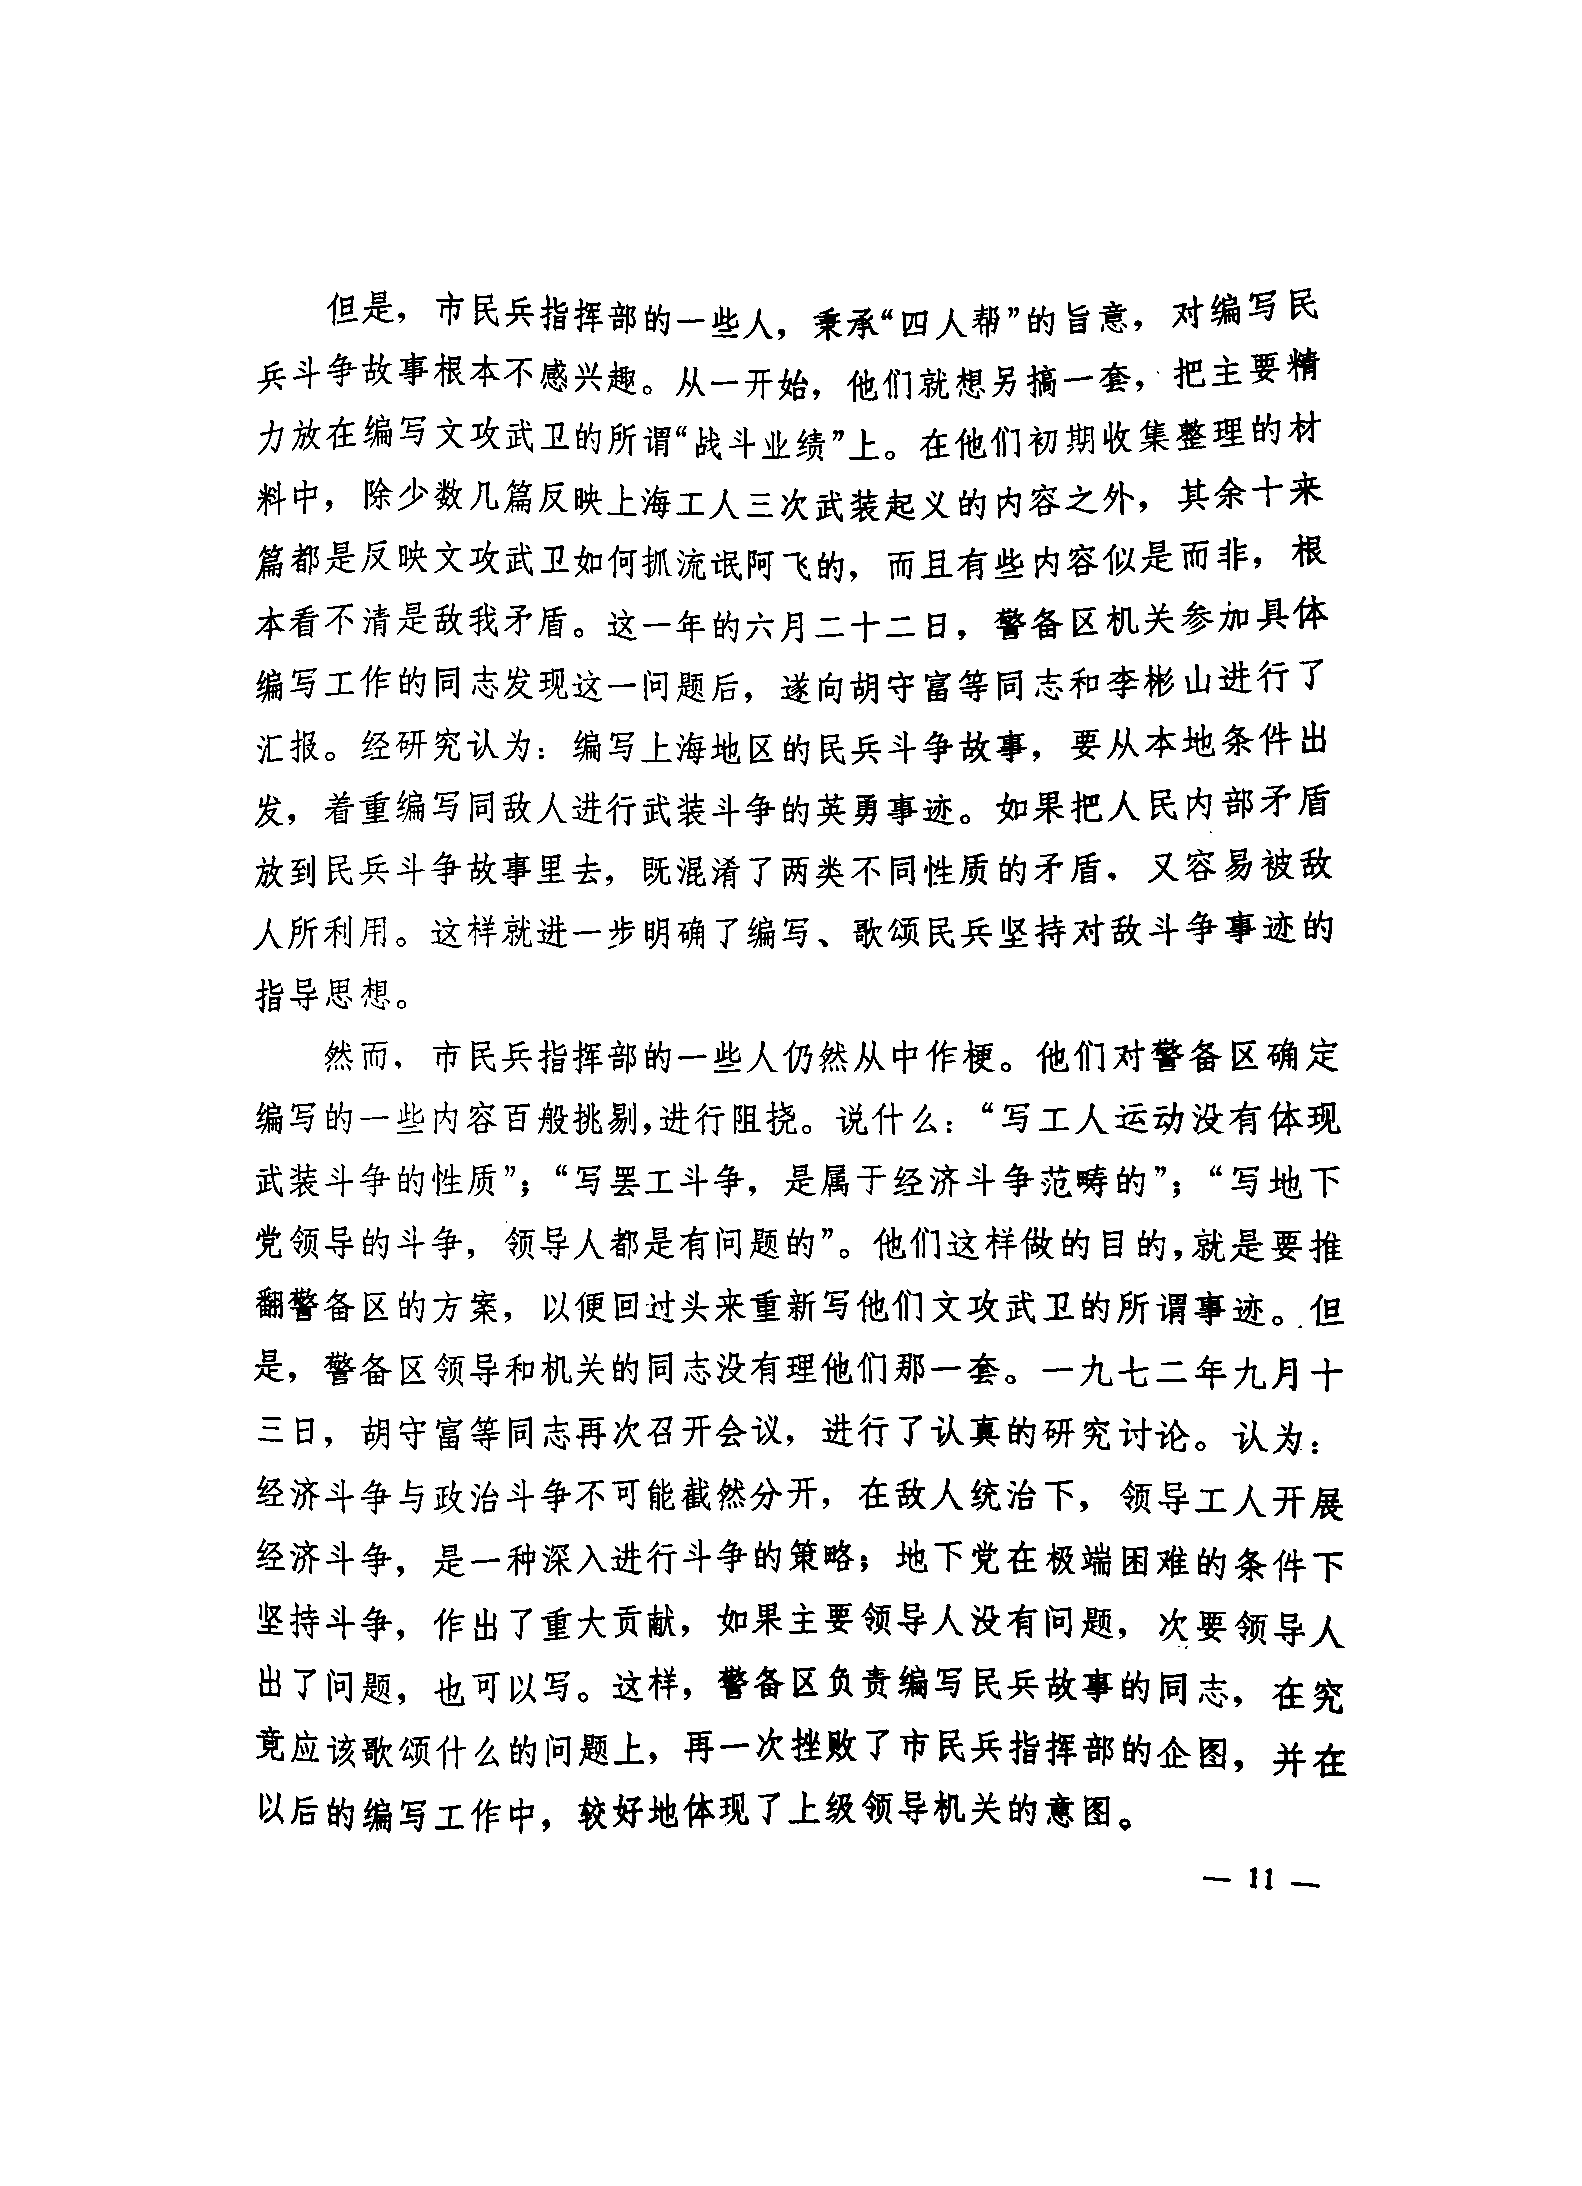 但是，市民兵指挥部的一些人，秉承“四人帮”的旨意，对编写民
兵斗争故事根本不感兴趣。从一开始，他们就想另搞一套，把主要精
力放在编写文攻武卫的所谓“战斗业绩”上。在他们初期收集整理的材
料中，除少数几篇反映上海工人三次武装起义的内容之外，其余十来
篇都是反映文攻武卫如何抓流氓阿飞的，而且有些内容似是而非，根
本看不清是敌我矛盾。这一年的六月二十二日，警备区机关参加具体
编写工作的同志发现这一问题后，遂向胡守富等同志和李彬山进行了
汇报。经研究认为：编写上海地区的民兵斗争故事，要从本地条件出
发，着重编写同敌人进行武装斗争的英勇事迹。如果把人民内部矛盾
放到民兵斗争故事里去，既混淆了两类不同性质的矛盾，又容易被敌
人所利用。这样就进一步明确了编写、歌颂民兵坚持对敌斗争事迹的
指导思想。
然而，市民兵指挥部的一些人仍然从中作梗。他们对警备区确定
编写的一些内容百般挑剔，进行阻挠。说什么：“写工人运动没有体现
武装斗争的性质”；“写罢工斗争，是属于经济斗争范畴的”；“写地下
党领导的斗争，领导人都是有问题的”。他们这样做的目的，就是要推
翻警备区的方案，以便回过头来重新写他们文攻武卫的所谓事迹。但
是，警备区领导和机关的同志没有理他们那一套。一九七二年九月十
三日，胡守富等同志再次召开会议，进行了认真的研究讨论。认为：
经济斗争与政治斗争不可能截然分开，在敌人统治下，领导工人开展
经济斗争，是一种深入进行斗争的策略；地下党在极端困难的条件下
坚持斗争，作出了重大贡献，如果主要领导人没有问题，次要领导人
出了问题，也可以写。这样，警备区负责编写民兵故事的同志，在究
竟应该歌颂什么的问题上，再一次挫败了市民兵指挥部的企图，并在
以后的编写工作中，较好地体现了上级领导机关的意图。
— 11 —